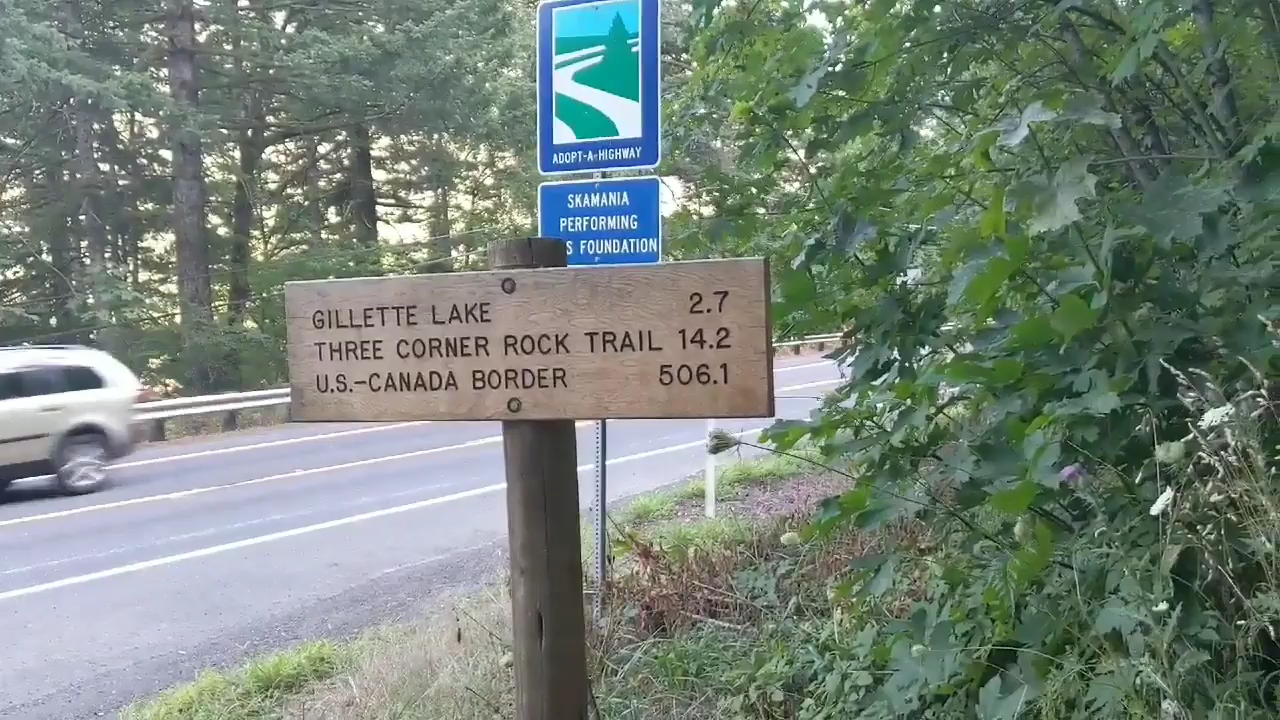 ADOPT-A-HIGHWAY
SKAMANIA
PERFORMING
S FOUNDATION
GILLETTE LAKE 2.7
THREE CORNER ROCK TRAIL 14.2
U.S.-CANADA BORDER 506.1